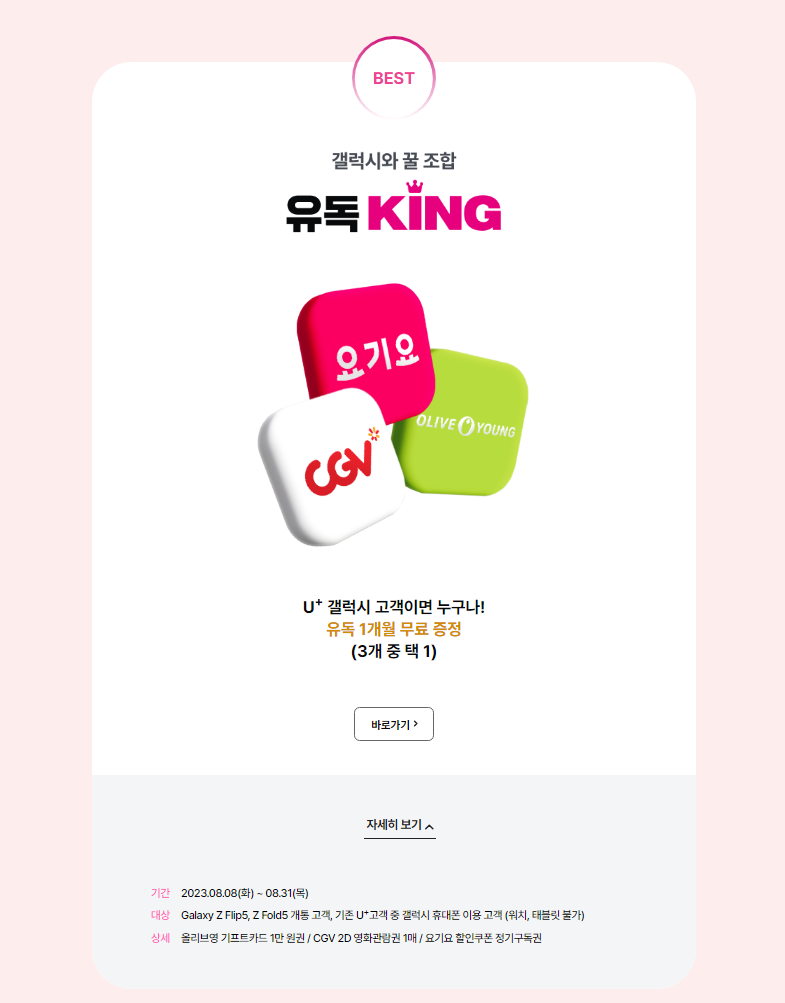 BEST
갤럭시와 꿀 조합
유독 KING
요기요
OLIVE YOUNG
CGV
U+ 갤럭시 고객이면 누구나!
유독 1개월 무료 증정
(3개 중 택 1)
바로가기 >
자세히 보기
기간 2023.08.08(화) ~ 08.31(목)
대상 Galaxy Z Flip5, Z Fold5 개통 고객, 기존 U+고객 중 갤럭시 휴대폰 이용 고객 (워치, 태블릿 불가)
상세 올리브영 기프트카드 1만 원권 / CGV 2D 영화관람권 1매 / 요기요 할인쿠폰 정기구독권